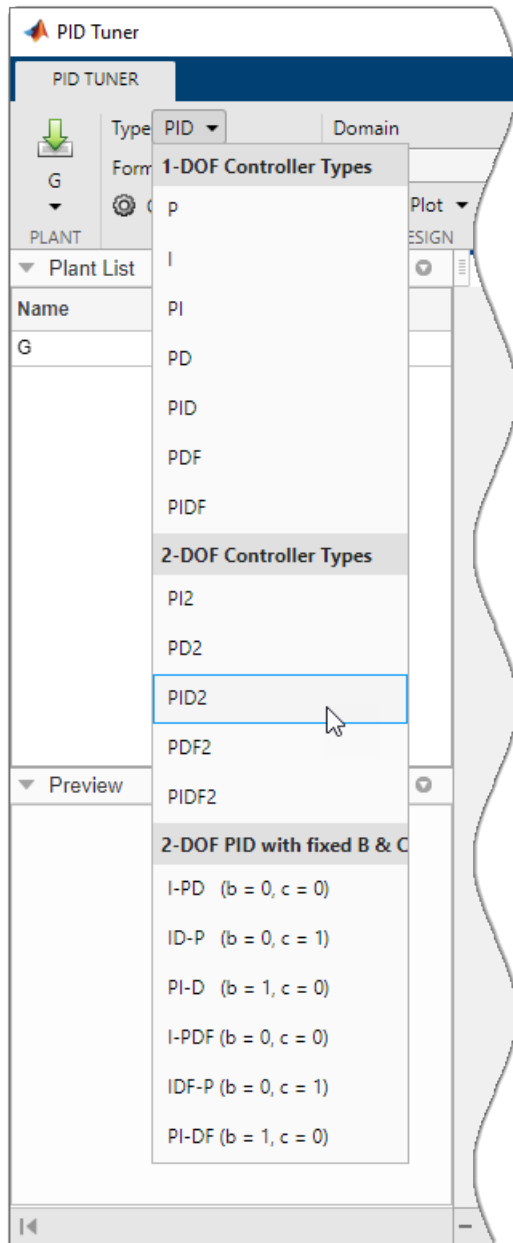 PID Tuner
PID TUNER
Type PID Domain
Form
G
Plot
PLANT
ESIGN
1-DOF Controller Types
P
I
PI
PD
PID
PDF
PIDF
2-DOF Controller Types
PI2
PD2
PID2
PDF2
PIDF2
2-DOF PID with fixed B & C
I-PD (b = 0, c = 0)
ID-P (b = 0, c = 1)
PI-D (b = 1, c = 0)
I-PDF (b = 0, c = 0)
IDF-P (b = 0, c = 1)
PI-DF (b = 1, c = 0)
Plant List
Name
G
Preview